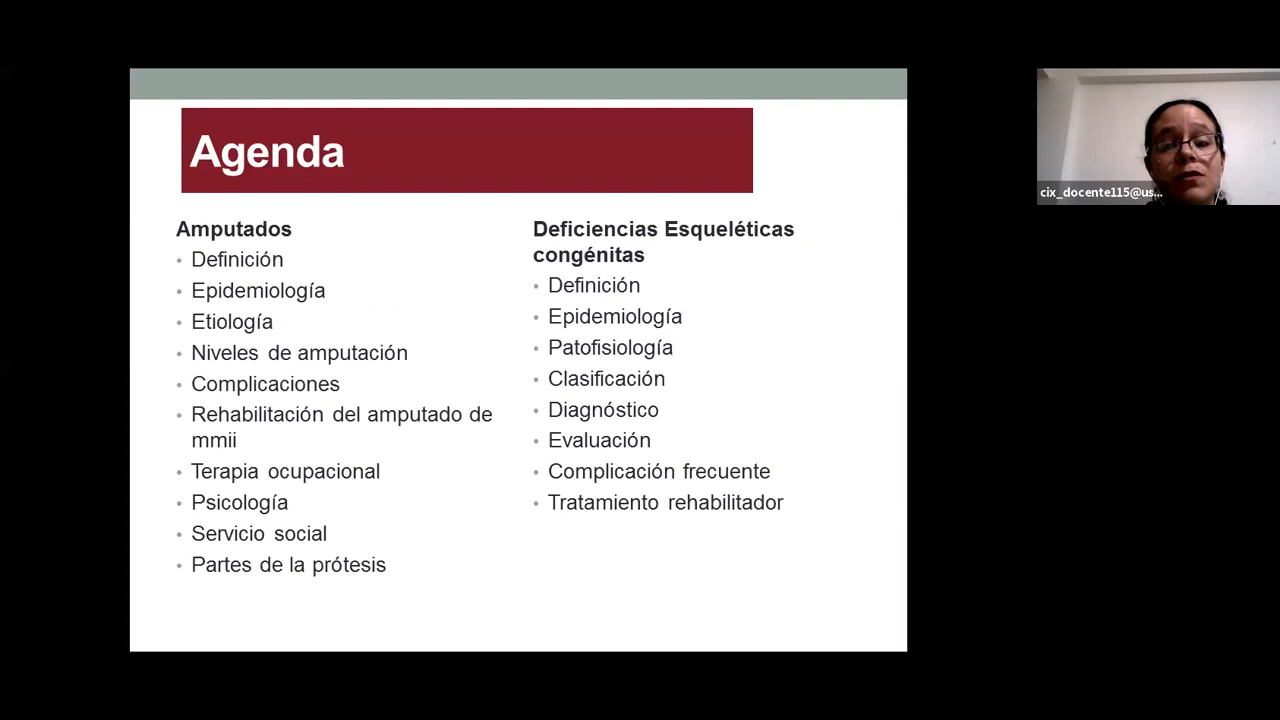 Agenda
Amputados
• Definición
• Epidemiología
• Etiología
• Niveles de amputación
• Complicaciones
• Rehabilitación del amputado de
mmii
• Terapia ocupacional
• Psicología
• Servicio social
• Partes de la prótesis
Deficiencias Esqueléticas
congénitas
• Definición
• Epidemiología
• Patofisiología
• Clasificación
• Diagnóstico
• Evaluación
• Complicación frecuente
• Tratamiento rehabilitador
cix_docente115@us...